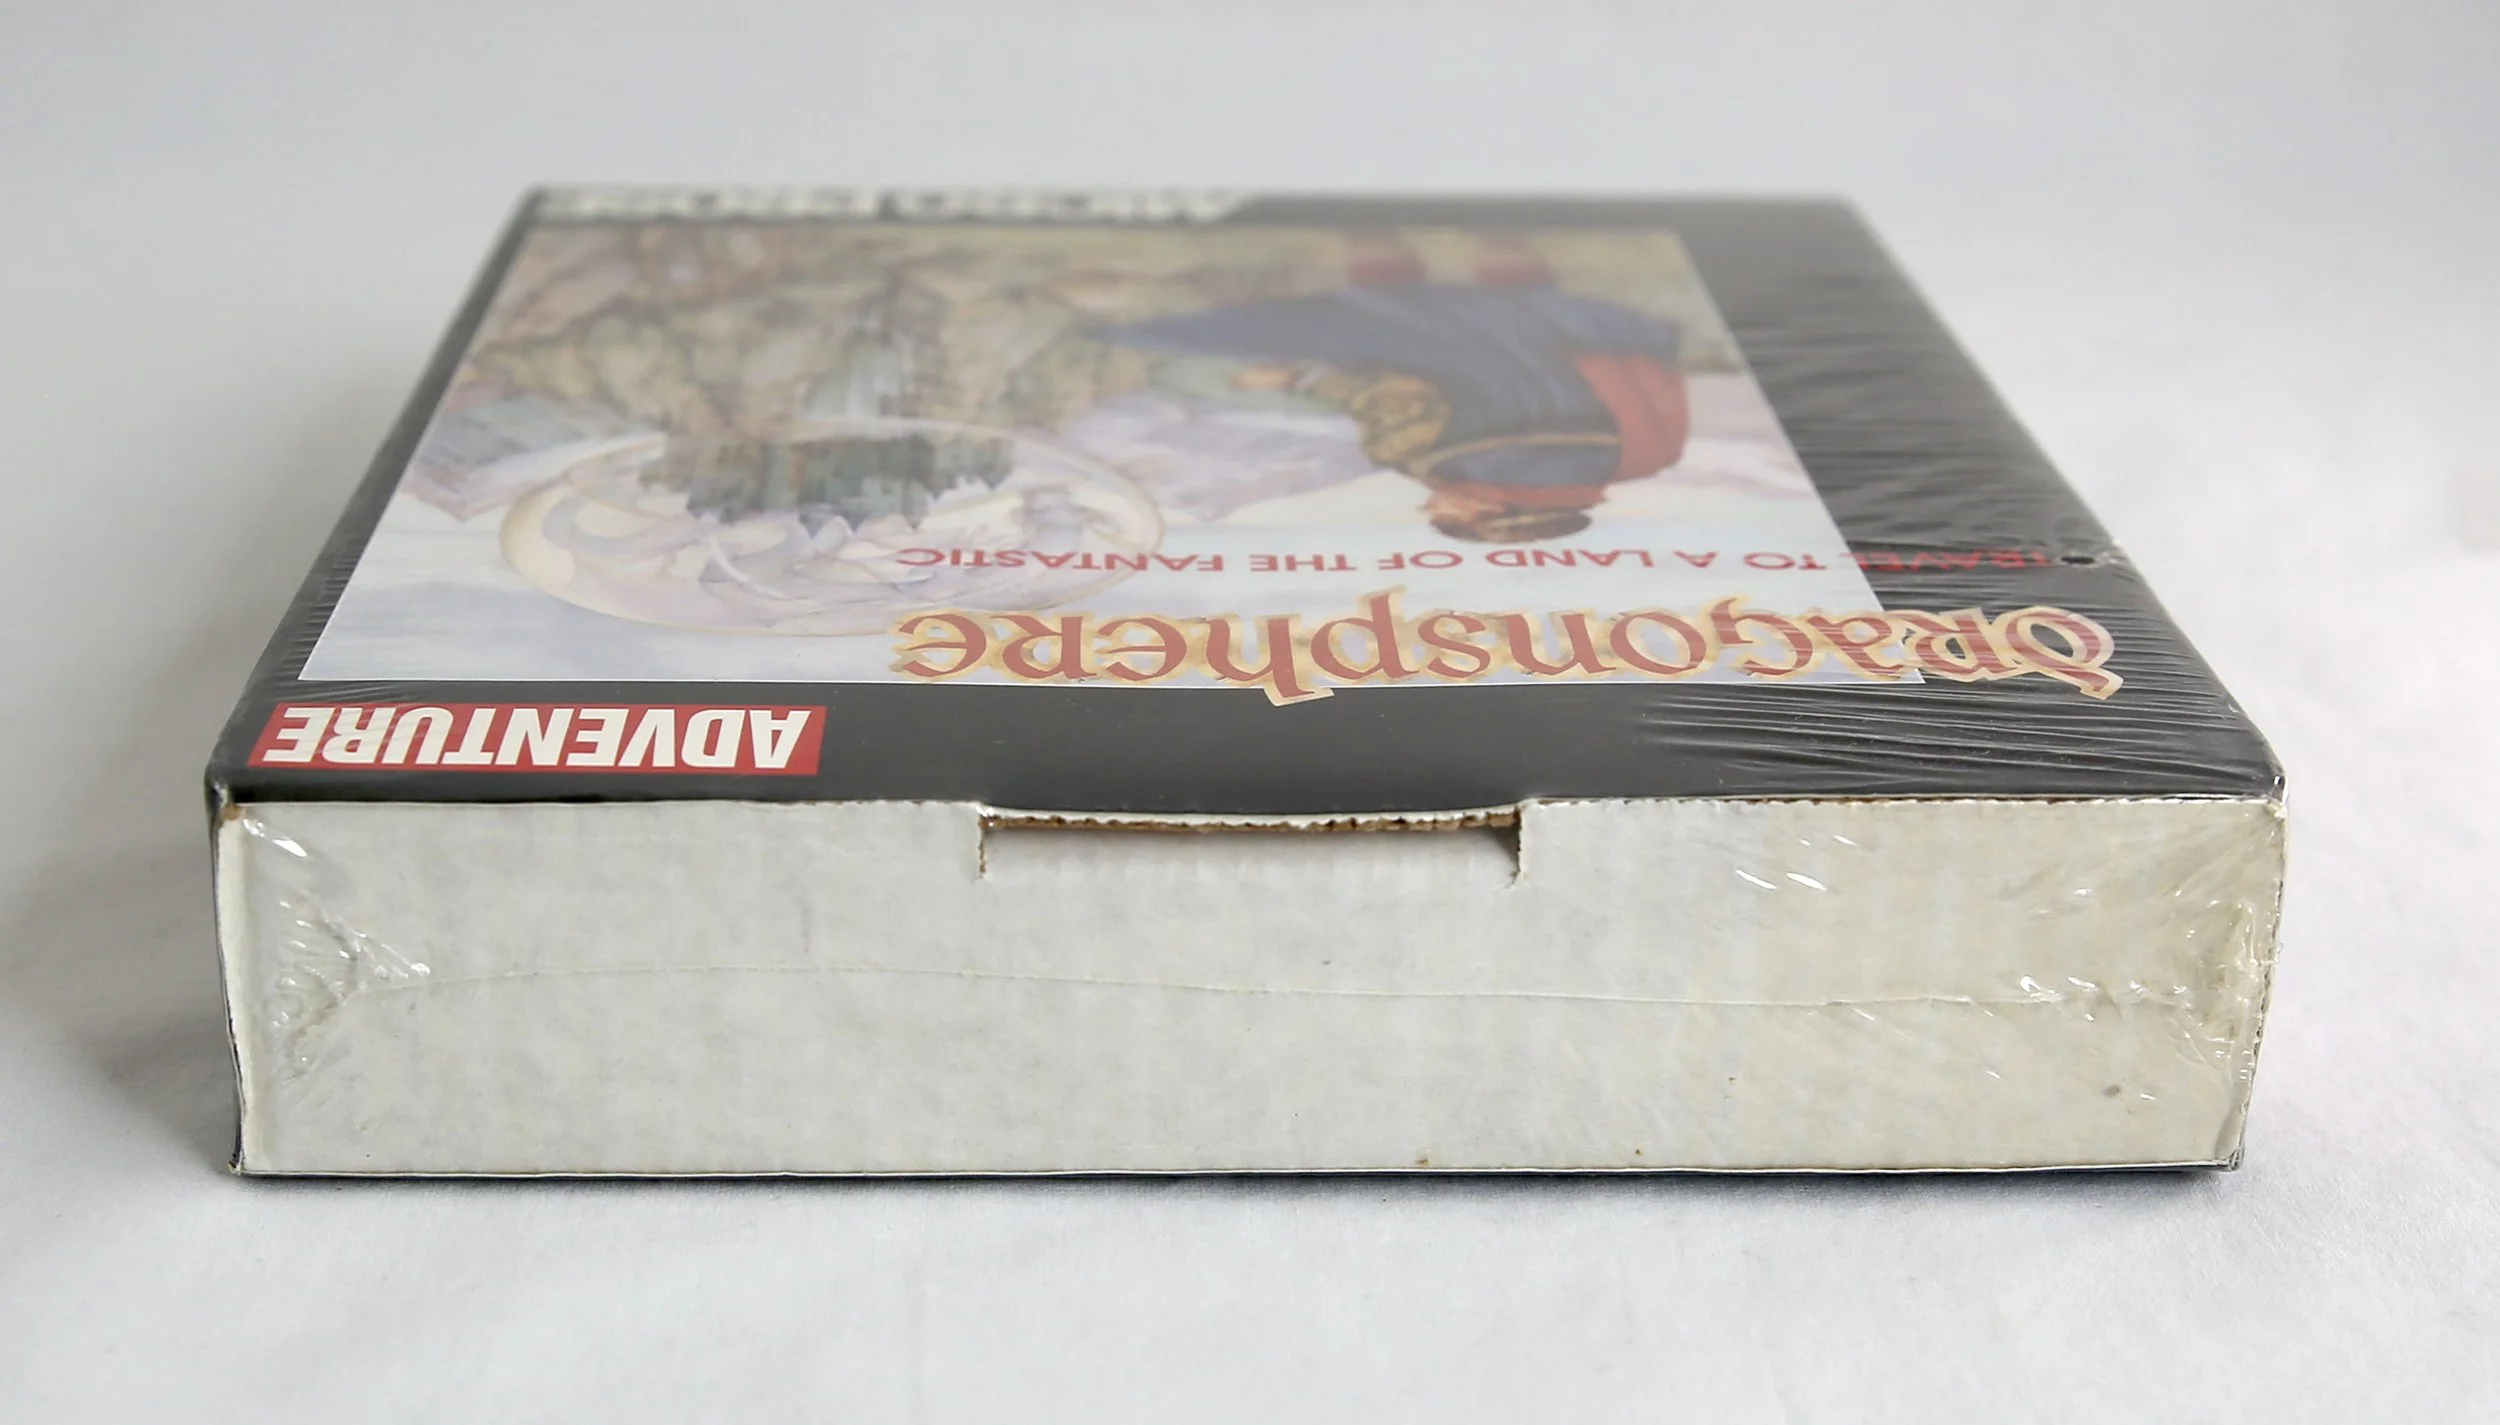 ADVENTURE
DRAGONSPHERE
TRAVEL TO A LAND OF THE FANTASTIC